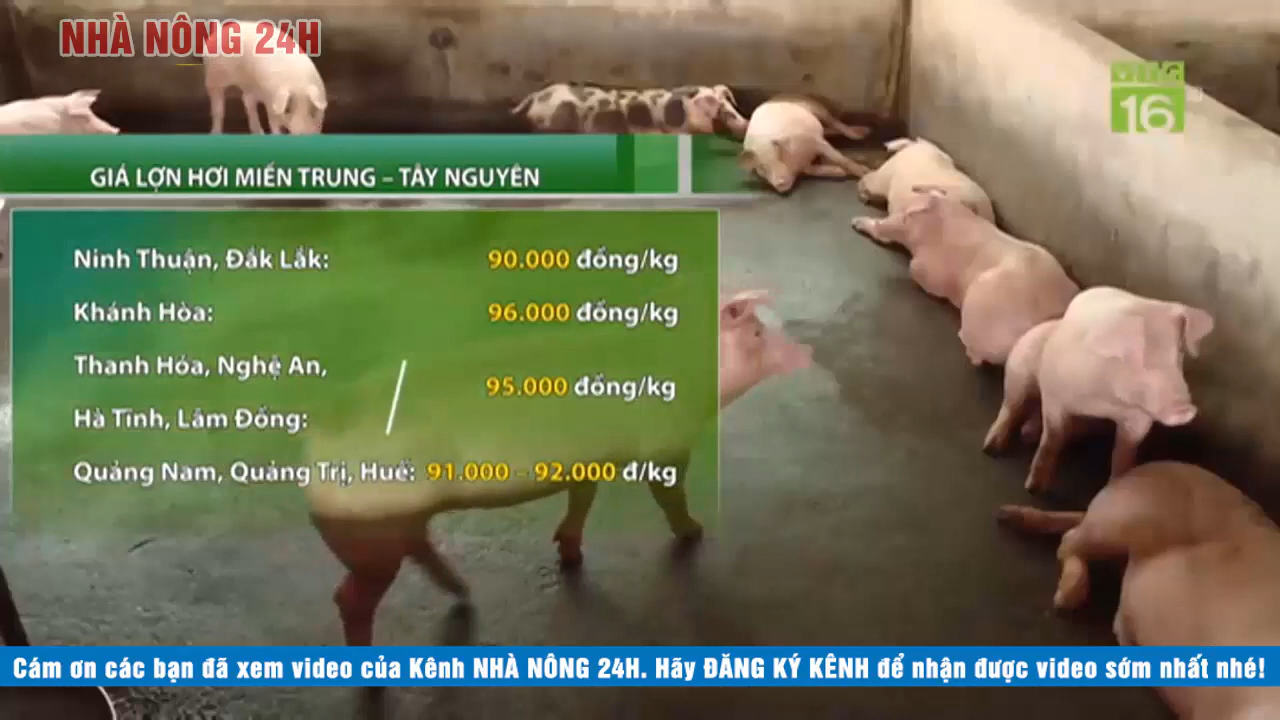 NHÀ NÔNG 24H
VTVC
16
GIÁ LỢN HƠI MIỀN TRUNG – TÂY NGUYÊN
Ninh Thuận, Đắk Lắk: 90.000 đồng/kg
Khánh Hòa: 96.000 đồng/kg
Thanh Hóa, Nghệ An,
Hà Tĩnh, Lâm Đồng: / 95.000 đồng/kg
Quảng Nam, Quảng Trị, Huế: 91.000 – 92.000 đ/kg
Cám ơn các bạn đã xem video của Kênh NHÀ NÔNG 24H. Hãy ĐĂNG KÝ KÊNH để nhận được video sớm nhất nhé!